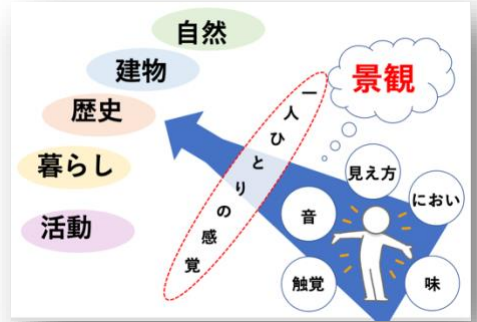 自然
建物
歴史
暮らし
活動
一人ひとりの感覚
景観
見え方
におい
音
触覚
味